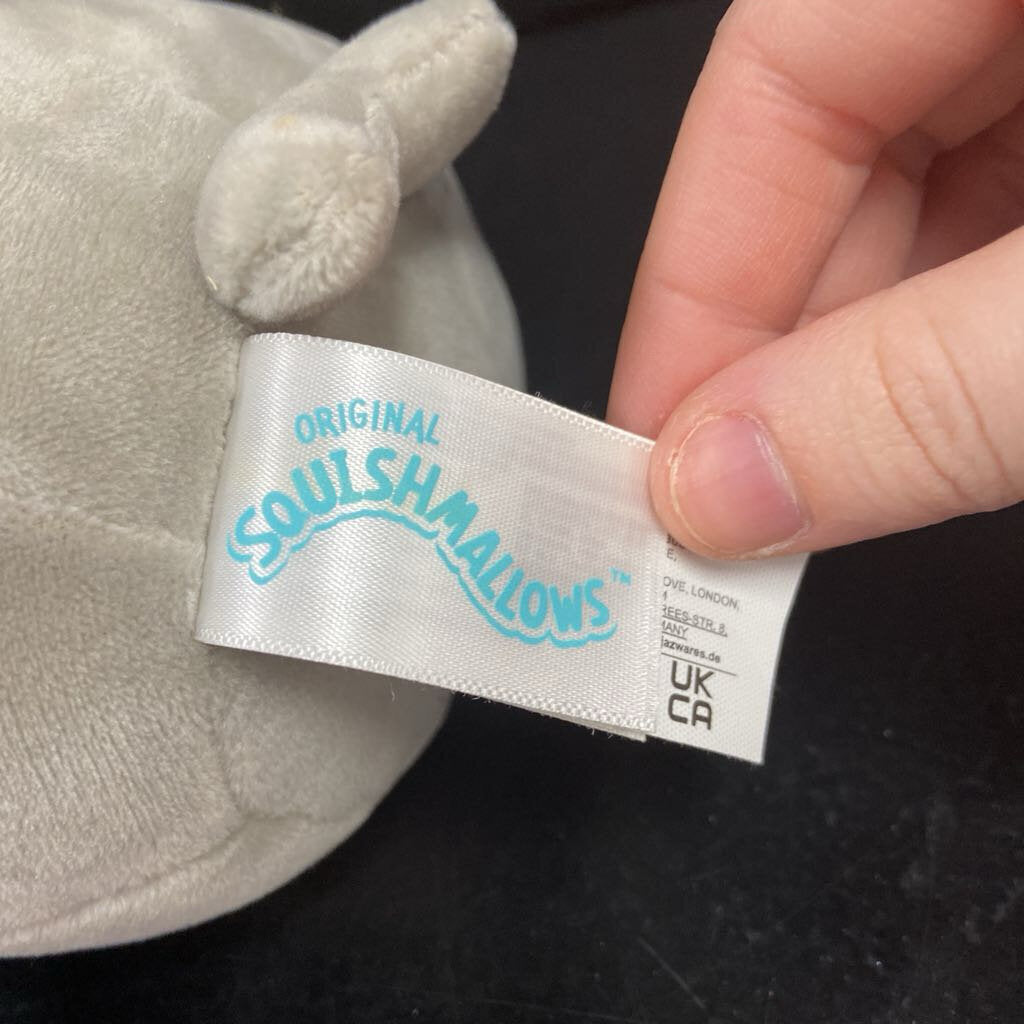 ORIGINAL
SQUISHMALLOWS™
E)
OVE, LONDON,
REES-STR. 8,
MANY
jazwares.de
UK
CA